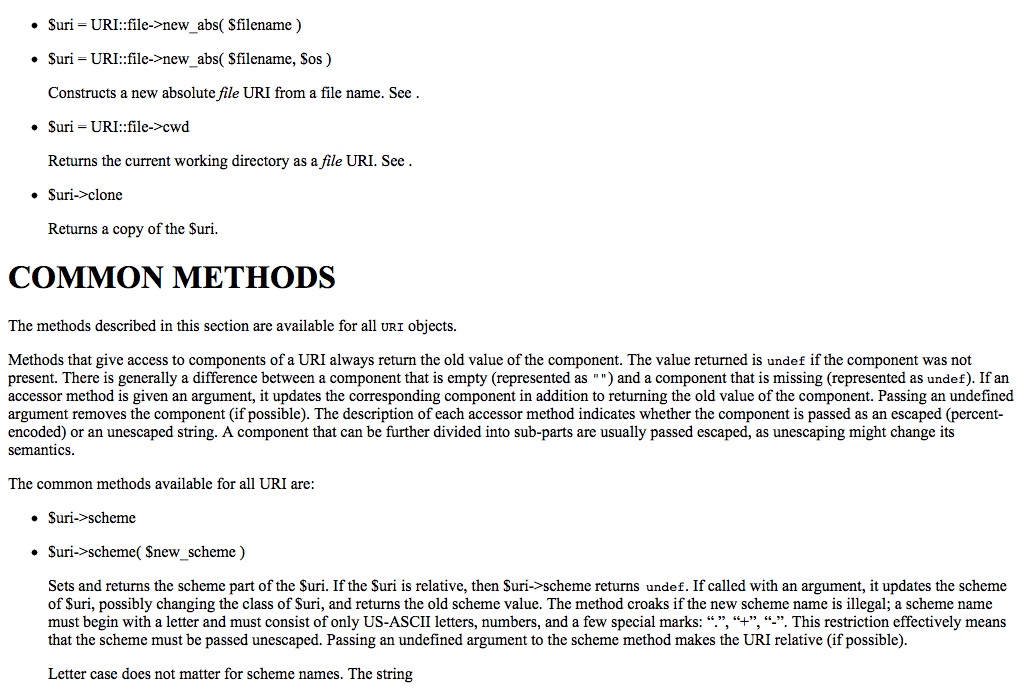 • $uri = URI::file->new_abs( $filename )
• $uri = URI::file->new_abs( $filename, $os )
Constructs a new absolute file URI from a file name. See .
• $uri = URI::file->cwd
Returns the current working directory as a file URI. See .
• $uri->clone
Returns a copy of the $uri.
COMMON METHODS
The methods described in this section are available for all URI objects.
Methods that give access to components of a URI always return the old value of the component. The value returned is undef if the component was not
present. There is generally a difference between a component that is empty (represented as "") and a component that is missing (represented as undef). If an
accessor method is given an argument, it updates the corresponding component in addition to returning the old value of the component. Passing an undefined
argument removes the component (if possible). The description of each accessor method indicates whether the component is passed as an escaped (percent-
encoded) or an unescaped string. A component that can be further divided into sub-parts are usually passed escaped, as unescaping might change its
semantics.
The common methods available for all URI are:
• $uri->scheme
• $uri->scheme( $new_scheme )
Sets and returns the scheme part of the $uri. If the $uri is relative, then $uri->scheme returns undef. If called with an argument, it updates the scheme
of $uri, possibly changing the class of $uri, and returns the old scheme value. The method croaks if the new scheme name is illegal; a scheme name
must begin with a letter and must consist of only US-ASCII letters, numbers, and a few special marks: “.”, “+”, “-”. This restriction effectively means
that the scheme must be passed unescaped. Passing an undefined argument to the scheme method makes the URI relative (if possible).
Letter case does not matter for scheme names. The string